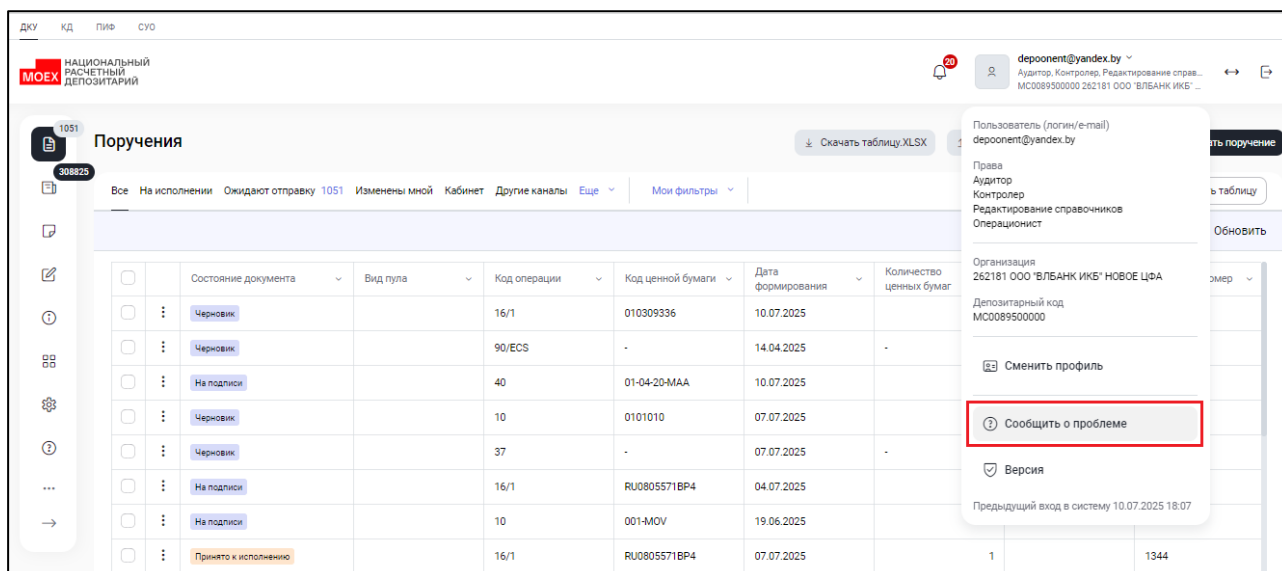 ДКУ КД ПИФ СУО
MOEX НАЦИОНАЛЬНЫЙ РАСЧЕТНЫЙ ДЕПОЗИТАРИЙ
20
depoonent@yandex.by
Аудитор, Контролер, Редактирование справ...
MC0089500000 262181 ООО "ВЛБАНК ИКБ" ...
1051
308825
Поручения
Скачать таблицу.XLSX
ть поручение
Все На исполнении Ожидают отправку 1051 Изменены мной Кабинет Другие каналы Еще Мои фильтры
ь таблицу
Обновить
Состояние документа Вид пула Код операции Код ценной бумаги Дата формирования Количество ценных бумаг омер
Черновик 16/1 010309336 10.07.2025
Черновик 90/ECS - 14.04.2025 -
На подписи 40 01-04-20-MAA 10.07.2025
Черновик 10 0101010 07.07.2025
Черновик 37 - 07.07.2025 -
На подписи 16/1 RU0805571BP4 04.07.2025
На подписи 10 001-MOV 19.06.2025
Принято к исполнению 16/1 RU0805571BP4 07.07.2025 1 1344
Пользователь (логин/e-mail)
depoonent@yandex.by
Права
Аудитор
Контролер
Редактирование справочников
Операционист
Организация
262181 ООО "ВЛБАНК ИКБ" НОВОЕ ЦФА
Депозитарный код
MC0089500000
Сменить профиль
Сообщить о проблеме
Версия
Предыдущий вход в систему 10.07.2025 18:07